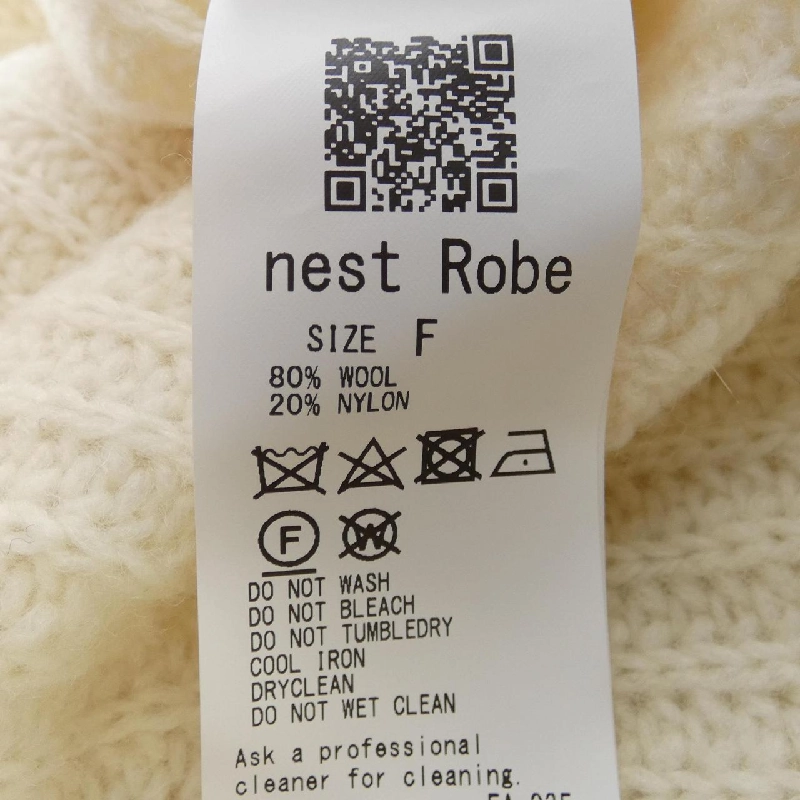 nest Robe
SIZE F
80% WOOL
20% NYLON
F W
DO NOT WASH
DO NOT BLEACH
DO NOT TUMBLEDRY
COOL IRON
DRYCLEAN
DO NOT WET CLEAN
Ask a professional
cleaner for cleaning.